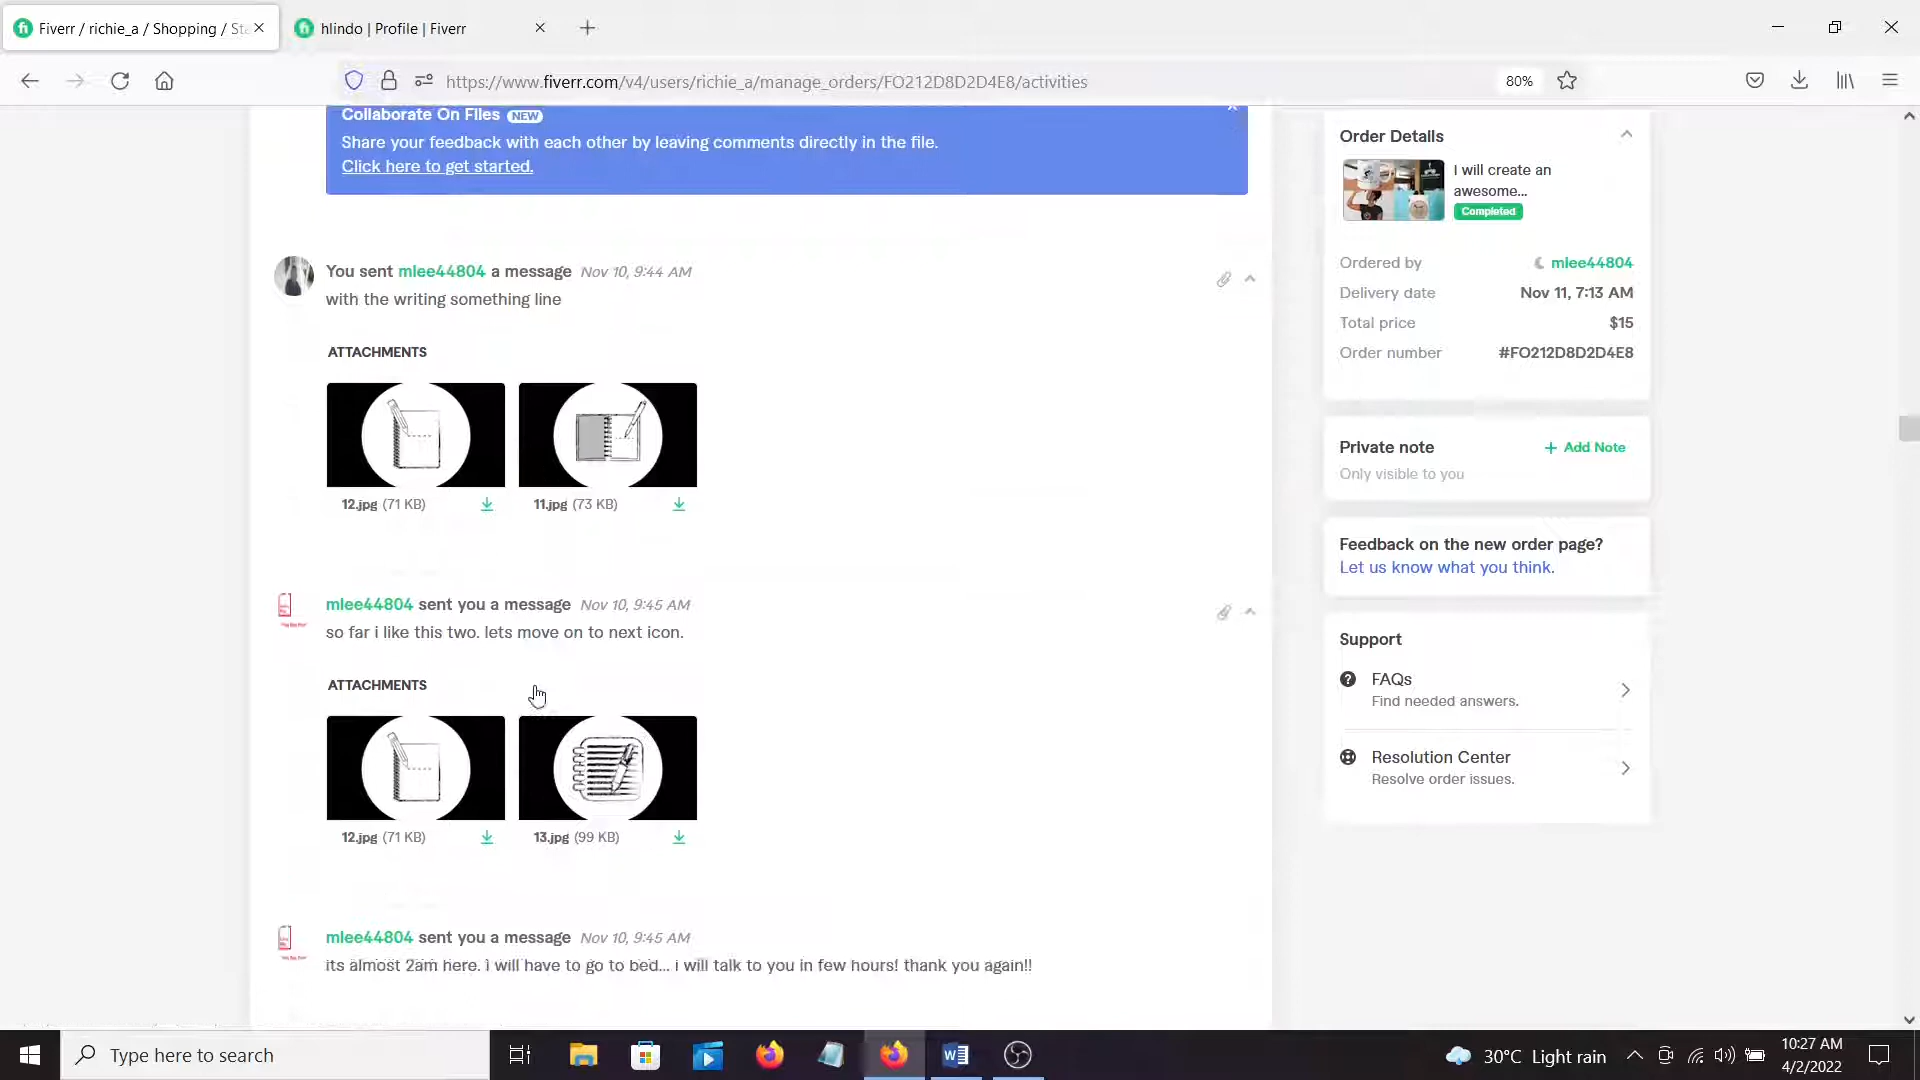 Fiverr / richie_a / Shopping / Sta
hlindo | Profile | Fiverr
https://www.fiverr.com/v4/users/richie_a/manage_orders/FO212D8D2D4E8/activities
80%
Collaborate On Files NEW
Share your feedback with each other by leaving comments directly in the file.
Click here to get started.
You sent mlee44804 a message Nov 10, 9:44 AM
with the writing something line
ATTACHMENTS
12.jpg (71 KB)
11.jpg (73 KB)
mlee44804 sent you a message Nov 10, 9:45 AM
so far i like this two. lets move on to next icon.
ATTACHMENTS
12.jpg (71 KB)
13.jpg (99 KB)
mlee44804 sent you a message Nov 10, 9:45 AM
its almost 2am here. i will have to go to bed... i will talk to you in few hours! thank you again!!
Order Details
I will create an
awesome...
Completed
Ordered by mlee44804
Delivery date Nov 11, 7:13 AM
Total price $15
Order number #FO212D8D2D4E8
Private note + Add Note
Only visible to you
Feedback on the new order page?
Let us know what you think.
Support
FAQs
Find needed answers.
Resolution Center
Resolve order issues.
Type here to search
30°C Light rain
10:27 AM
4/2/2022